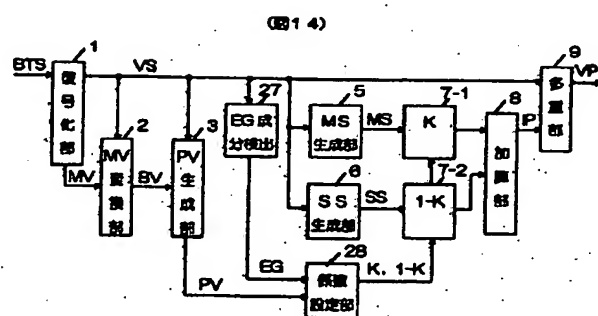 (図14)
1
BTS
復号化部
VS
MV
2
MV変換部
BV
3
PV生成部
PV
27
EG成分検出
EG
5
MS生成部
MS
6
SS生成部
SS
7-1
K
7-2
1-K
28
係数設定部
K, 1-K
8
加算部
IP
9
多重部
VP